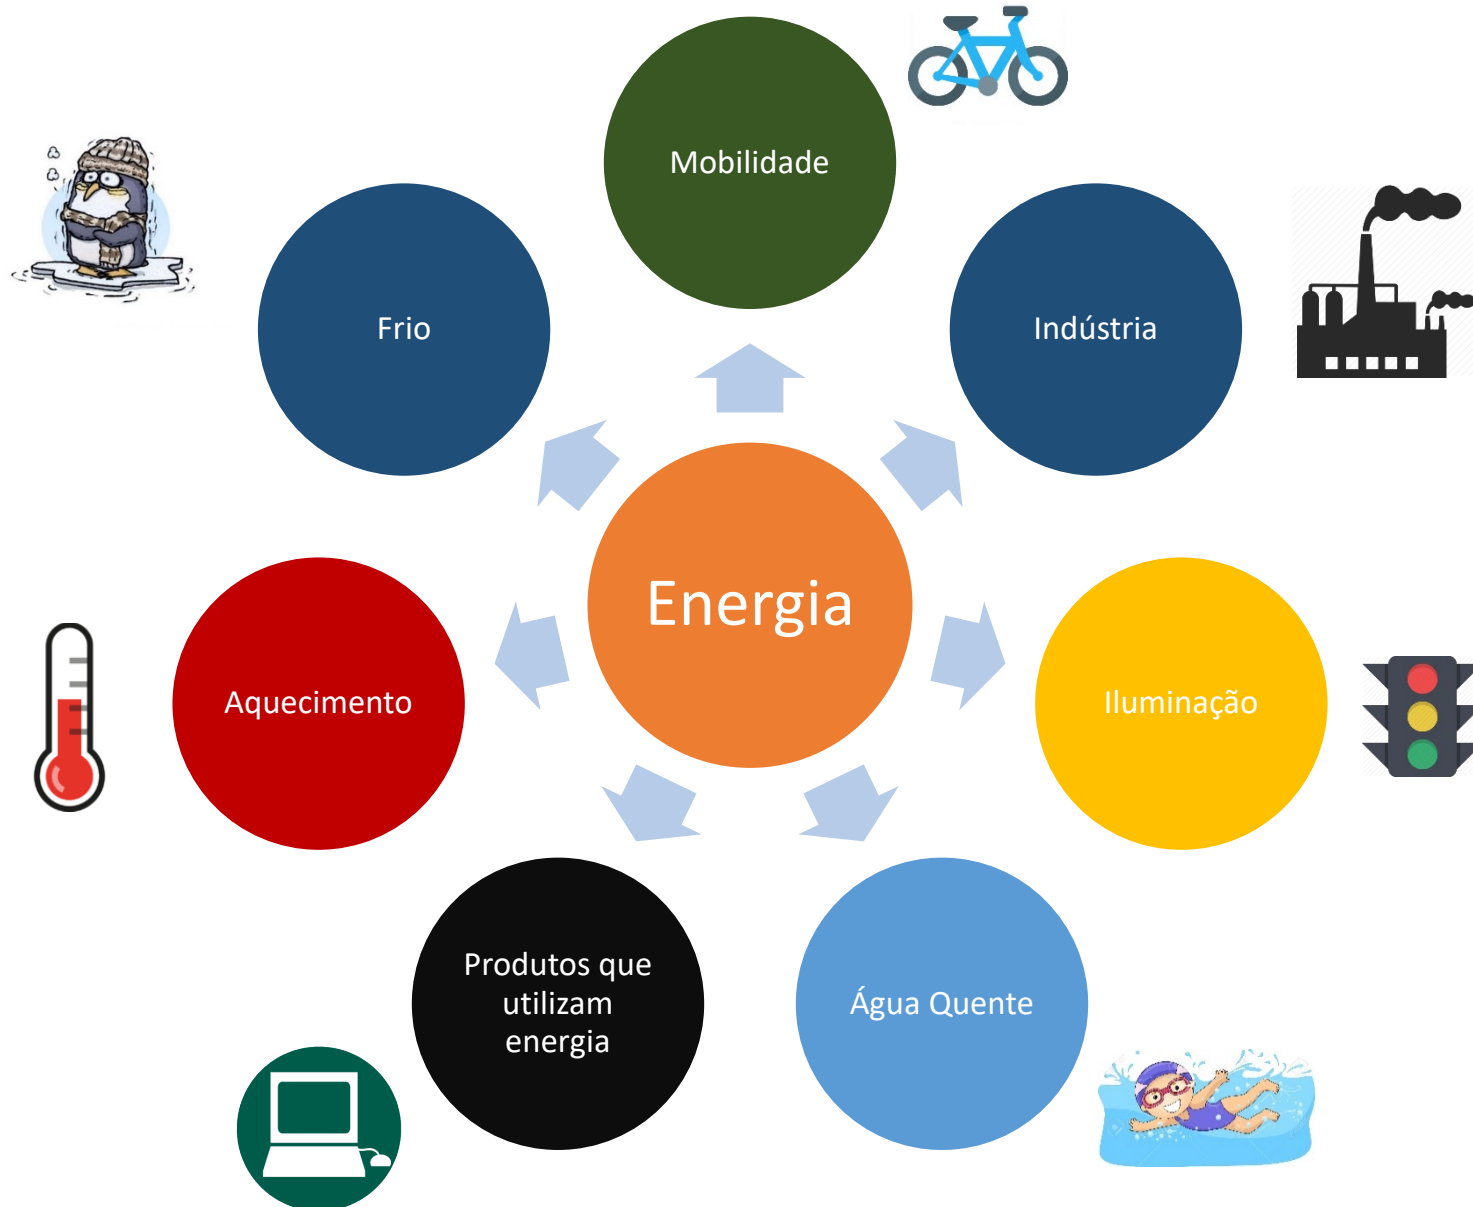 Mobilidade
Frio
Indústria
Energia
Aquecimento
Iluminação
Produtos que
utilizam
energia
Água Quente